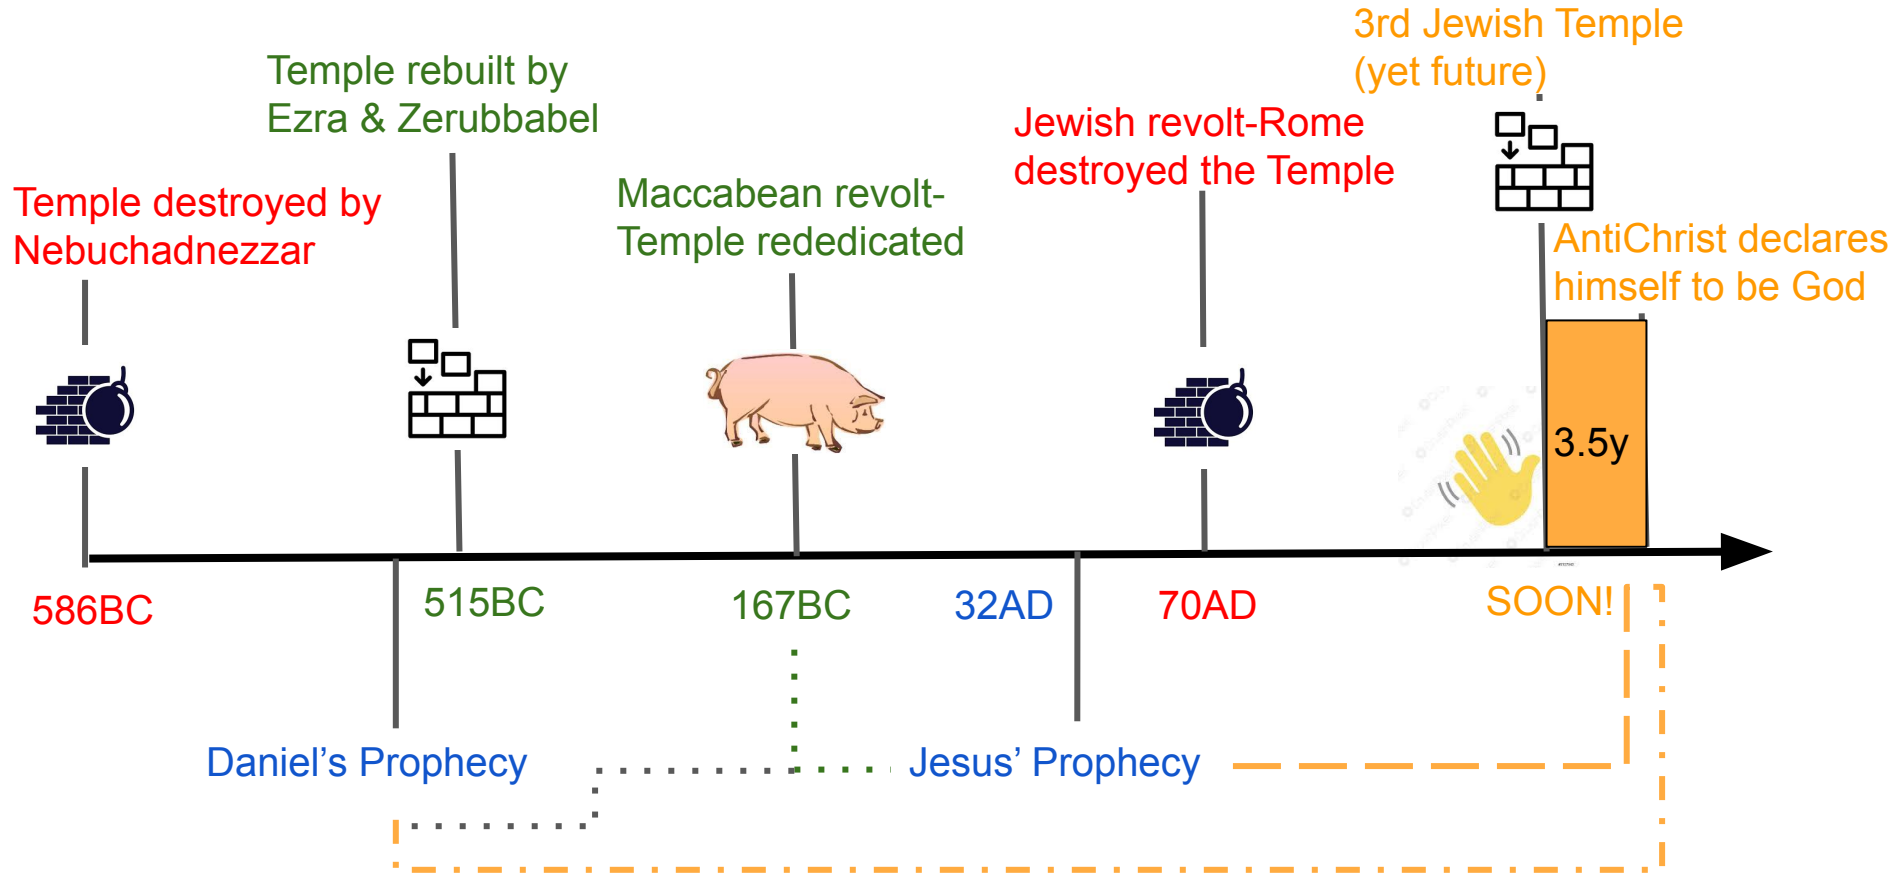 3rd Jewish Temple
(yet future)
Temple rebuilt by
Ezra & Zerubbabel
Jewish revolt-Rome
destroyed the Temple
Maccabean revolt-
Temple rededicated
Temple destroyed by
Nebuchadnezzar
AntiChrist declares
himself to be God
3.5y
586BC
515BC
167BC
32AD
70AD
SOON!
Daniel’s Prophecy
Jesus’ Prophecy